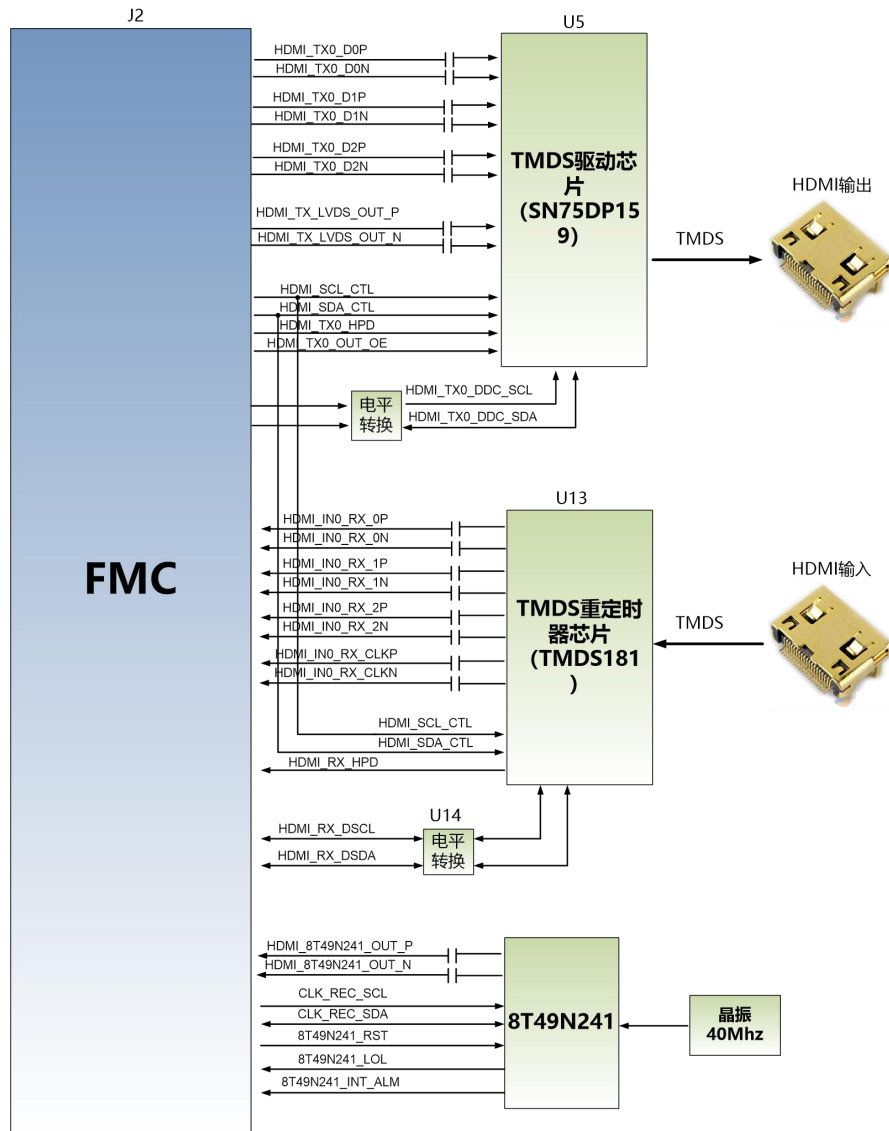 J2
FMC
HDMI_TX0_D0P
HDMI_TX0_D0N
HDMI_TX0_D1P
HDMI_TX0_D1N
HDMI_TX0_D2P
HDMI_TX0_D2N
HDMI_TX_LVDS_OUT_P
HDMI_TX_LVDS_OUT_N
HDMI_SCL_CTL
HDMI_SDA_CTL
HDMI_TX0_HPD
HDMI_TX0_OUT_OE
U5
TMDS驱动芯
片
（SN75DP15
9）
TMDS
HDMI输出
电平
转换
HDMI_TX0_DDC_SCL
HDMI_TX0_DDC_SDA
U13
HDMI_IN0_RX_0P
HDMI_IN0_RX_0N
HDMI_IN0_RX_1P
HDMI_IN0_RX_1N
HDMI_IN0_RX_2P
HDMI_IN0_RX_2N
HDMI_IN0_RX_CLKP
HDMI_IN0_RX_CLKN
HDMI_SCL_CTL
HDMI_SDA_CTL
HDMI_RX_HPD
TMDS重定时
器芯片
（TMDS181
）
TMDS
HDMI输入
U14
电平
转换
HDMI_RX_DSCL
HDMI_RX_DSDA
HDMI_8T49N241_OUT_P
HDMI_8T49N241_OUT_N
CLK_REC_SCL
CLK_REC_SDA
8T49N241_RST
8T49N241_LOL
8T49N241_INT_ALM
8T49N241
晶振
40Mhz